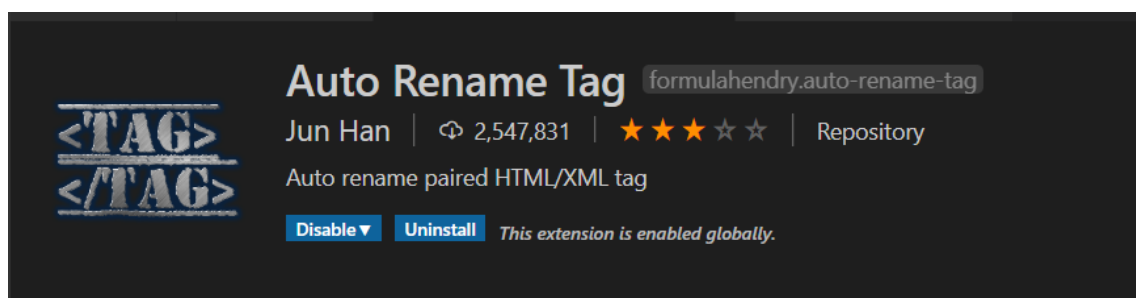 <TAG>
</TAG>
Auto Rename Tag formulahendry.auto-rename-tag
Jun Han 2,547,831 Repository
Auto rename paired HTML/XML tag
Disable▼ Uninstall This extension is enabled globally.